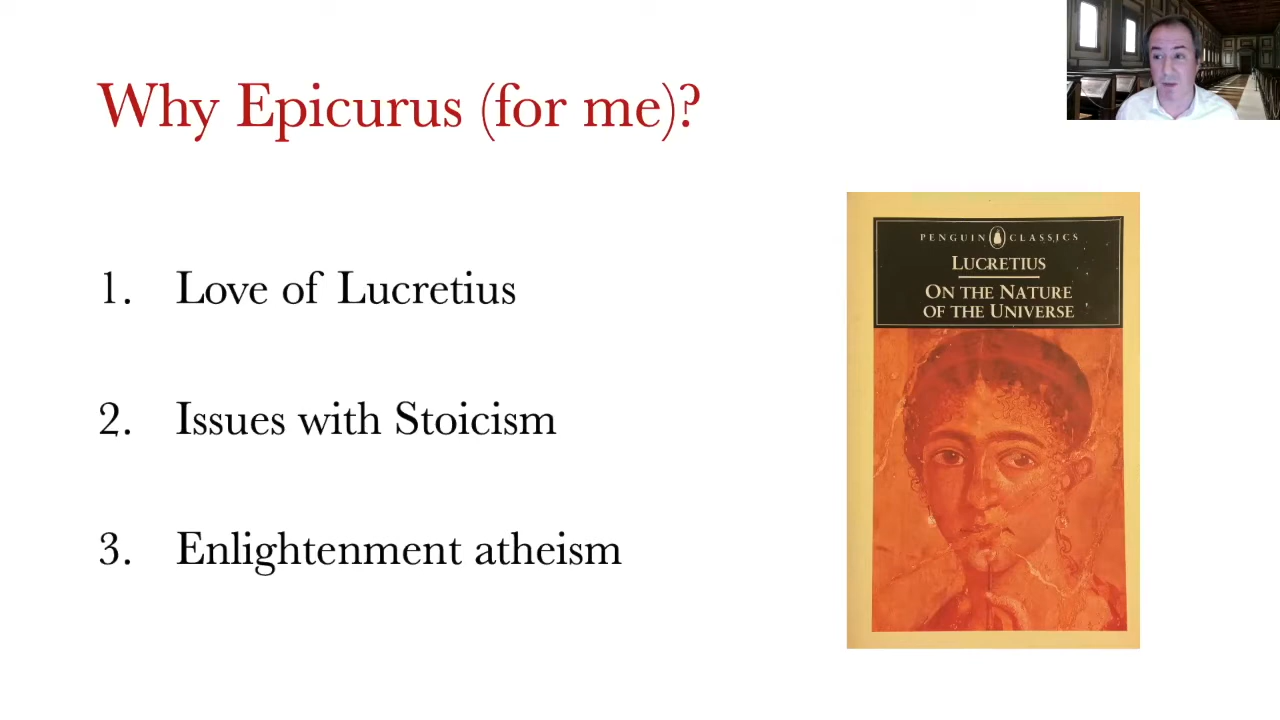 Why Epicurus (for me)?
1. Love of Lucretius
2. Issues with Stoicism
3. Enlightenment atheism
PENGUIN CLASSICS
LUCRETIUS
ON THE NATURE
OF THE UNIVERSE